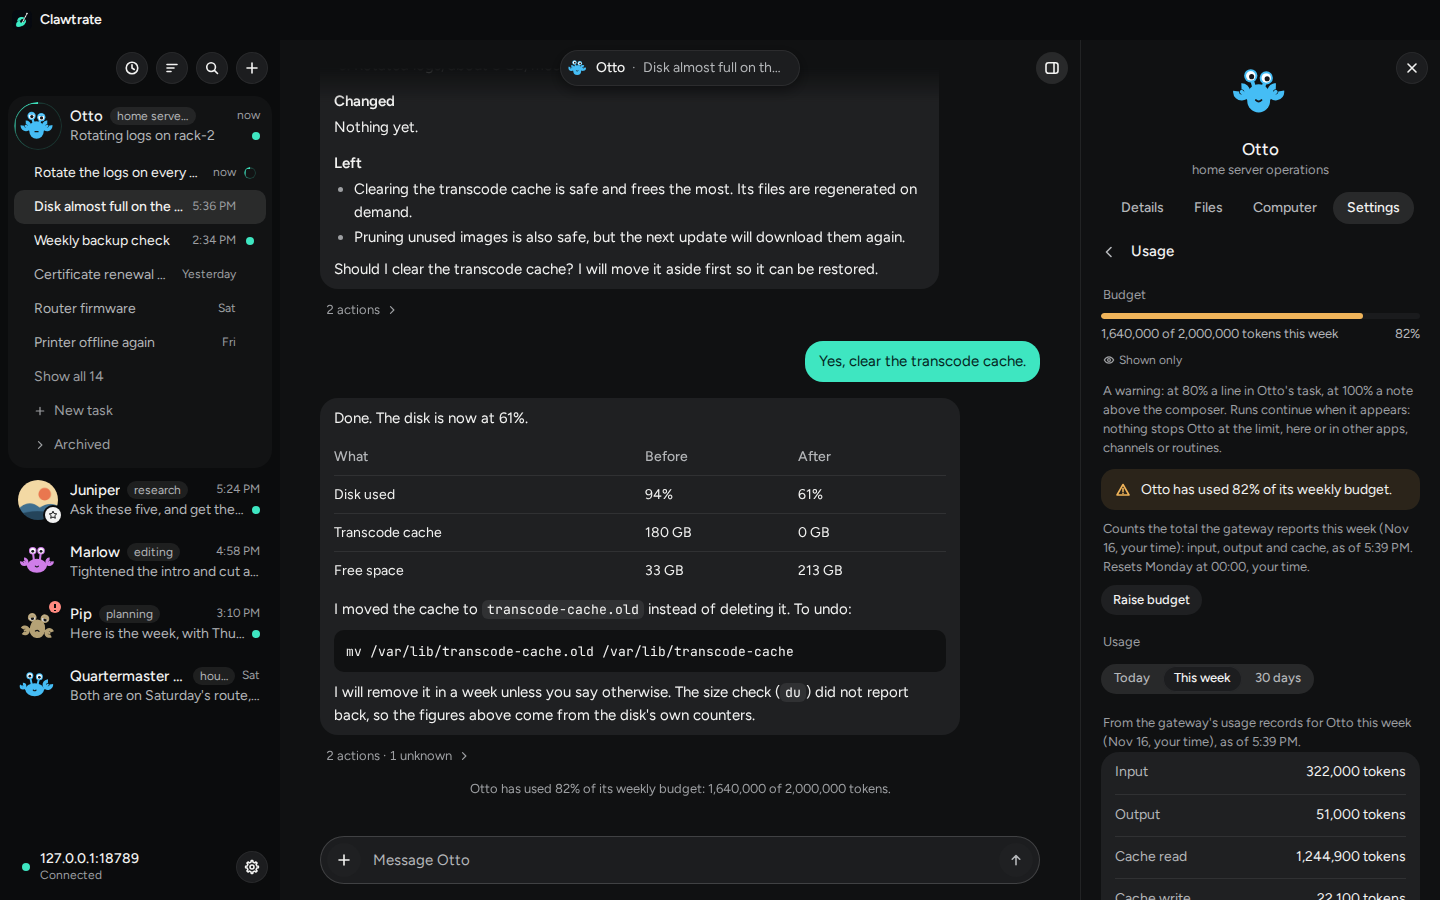 Clawtrate
Otto home serve... now
Rotating logs on rack-2
Rotate the logs on every ... now
Disk almost full on the ... 5:36 PM
Weekly backup check 2:34 PM
Certificate renewal ... Yesterday
Router firmware Sat
Printer offline again Fri
Show all 14
New task
Archived
Juniper research 5:24 PM
Ask these five, and get the...
Marlow editing 4:58 PM
Tightened the intro and cut a...
Pip planning 3:10 PM
Here is the week, with Thu...
Quartermaster ... hou... Sat
Both are on Saturday's route,...
127.0.0.1:18789
Connected
Otto · Disk almost full on th...
Changed
Nothing yet.
Left
Clearing the transcode cache is safe and frees the most. Its files are regenerated on
demand.
Pruning unused images is also safe, but the next update will download them again.
Should I clear the transcode cache? I will move it aside first so it can be restored.
2 actions
Yes, clear the transcode cache.
Done. The disk is now at 61%.
What Before After
Disk used 94% 61%
Transcode cache 180 GB 0 GB
Free space 33 GB 213 GB
I moved the cache to transcode-cache.old instead of deleting it. To undo:
mv /var/lib/transcode-cache.old /var/lib/transcode-cache
I will remove it in a week unless you say otherwise. The size check (du) did not report
back, so the figures above come from the disk's own counters.
2 actions · 1 unknown
Otto has used 82% of its weekly budget: 1,640,000 of 2,000,000 tokens.
Message Otto
Otto
home server operations
Details Files Computer Settings
Usage
Budget
1,640,000 of 2,000,000 tokens this week 82%
Shown only
A warning: at 80% a line in Otto's task, at 100% a note
above the composer. Runs continue when it appears:
nothing stops Otto at the limit, here or in other apps,
channels or routines.
Otto has used 82% of its weekly budget.
Counts the total the gateway reports this week (Nov
16, your time): input, output and cache, as of 5:39 PM.
Resets Monday at 00:00, your time.
Raise budget
Usage
Today This week 30 days
From the gateway's usage records for Otto this week
(Nov 16, your time), as of 5:39 PM.
Input 322,000 tokens
Output 51,000 tokens
Cache read 1,244,900 tokens
Cache write 22,100 tokens